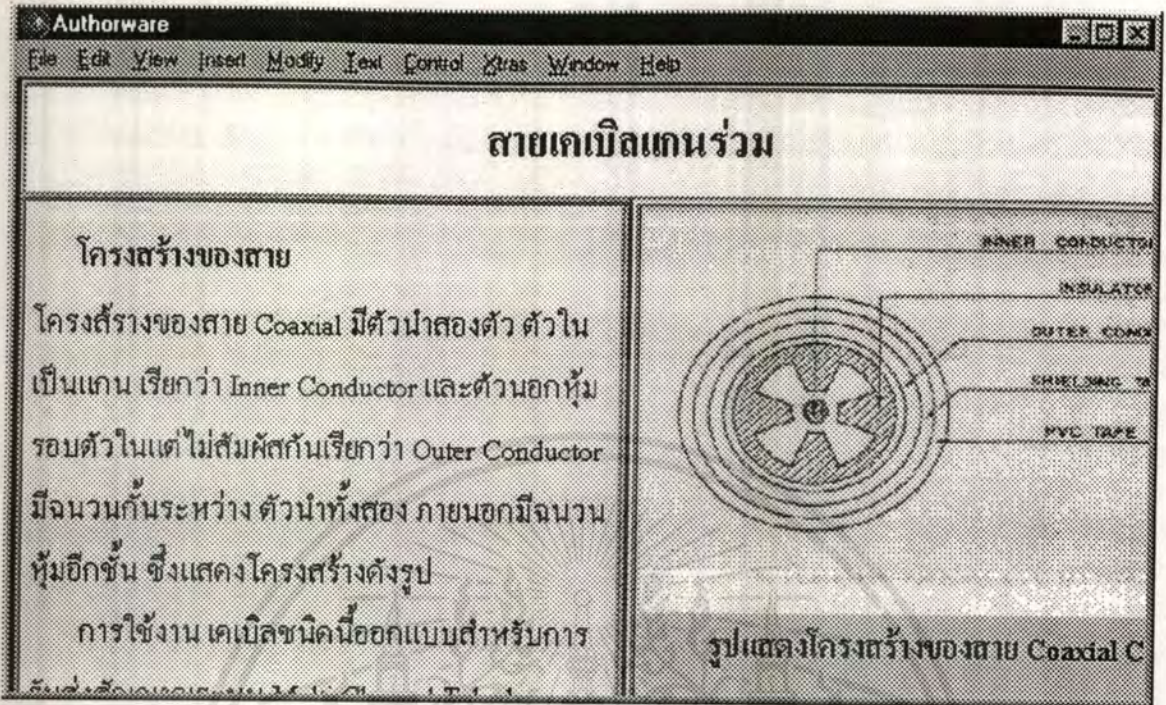 Authorware
File Edit View Insert Modify Text Control Xtras Window Help
สายเคเบิลแกนร่วม
โครงสร้างของสาย
โครงส้รางของสาย Coaxial มีตัวนำสองตัว ตัวใน
เป็นแกน เรียกว่า Inner Conductor และตัวนอกหุ้ม
รอบตัวในแต่ไม่สัมผัสกันเรียกว่า Outer Conductor
มีฉนวนกั้นระหว่าง ตัวนำทั้งสอง ภายนอกมีฉนวน
หุ้มอีกชั้น ซึ่งแสดงโครงสร้างดังรูป
การใช้งาน เคเบิลชนิดนี้ออกแบบสำหรับการ
INNER CONDUCTOR
INSULATOR
OUTER
SHIELDING
PVC TAPE
รูปแสดงโครงสร้างของสาย Coaxial C